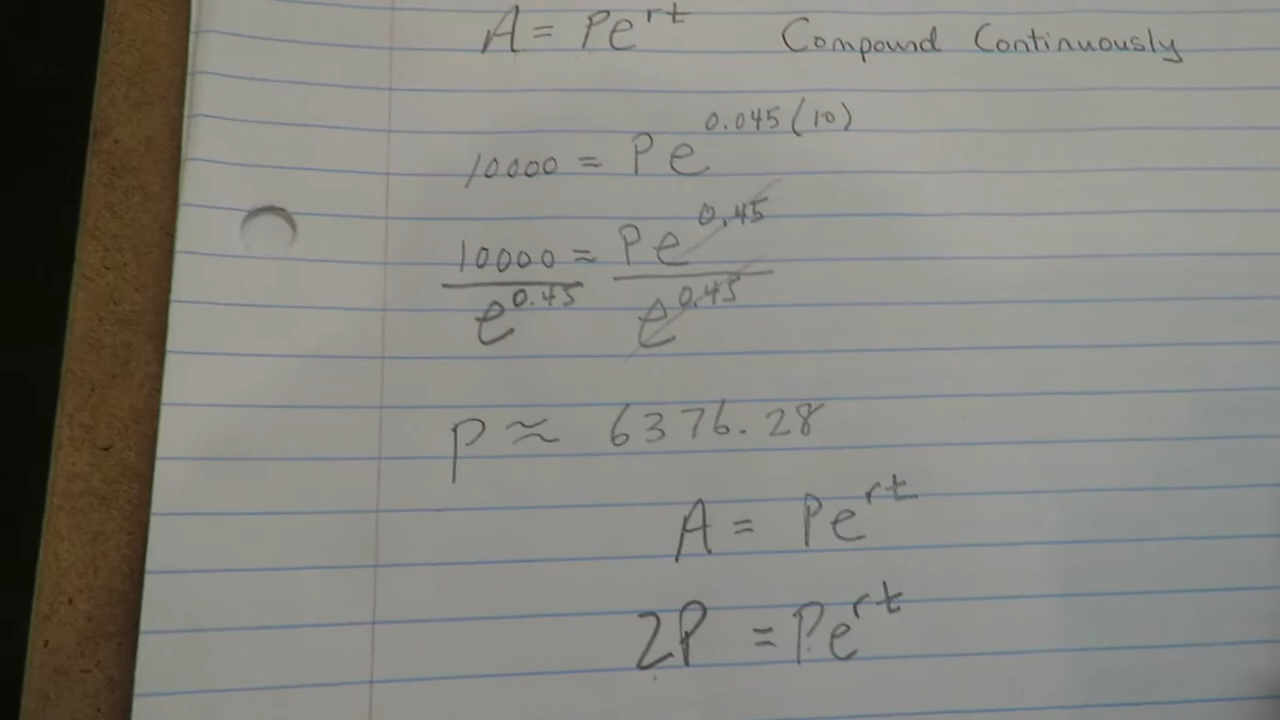 A = Pe^rt Compound Continuously
10000 = Pe^0.045(10)
10000 = Pe^0.45
e^0.45 e^0.45
P ≈ 6376.28
A = Pe^rt
2P = Pe^rt